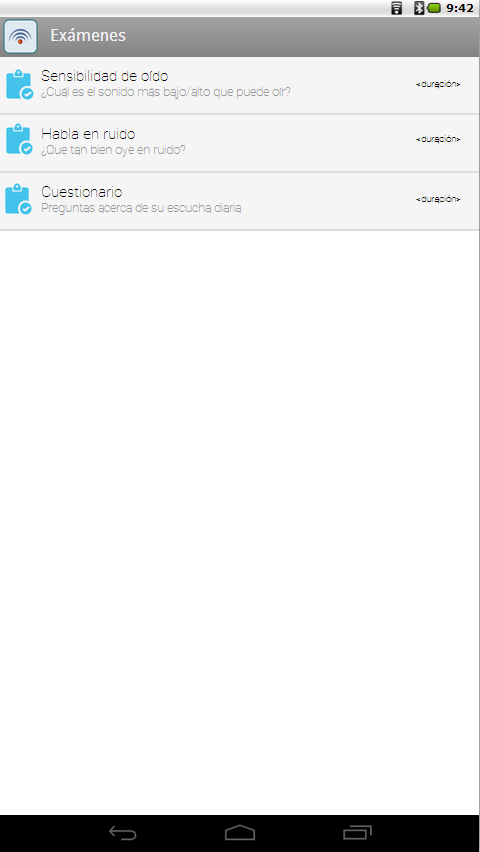 9:42
Exámenes
Sensibilidad de oído
¿Cuál es el sonido más bajo/alto que puede oír?
<duración>
Habla en ruido
¿Que tan bien oye en ruido?
<duración>
Cuestionario
Preguntas acerca de su escucha diaria
<duración>